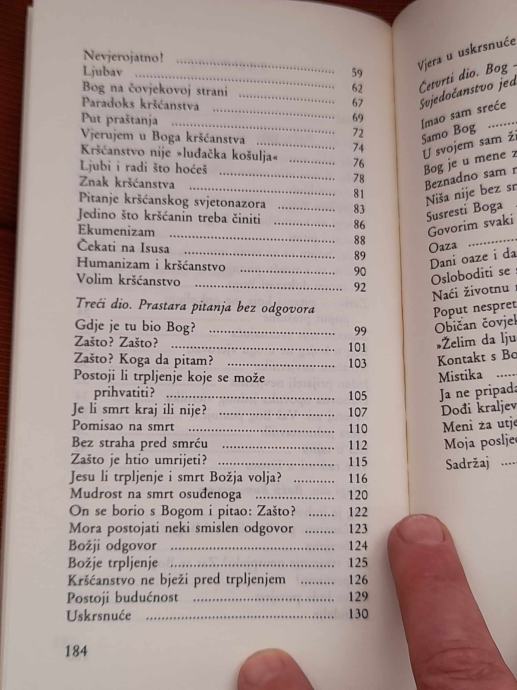 Nevjerojatno! .......... 59
Ljubav .......... 62
Bog na čovjekovoj strani .......... 67
Paradoks kršćanstva .......... 69
Put praštanja .......... 72
Vjerujem u Boga kršćanstva .......... 74
Kršćanstvo nije »luđačka košulja« .......... 76
Ljubi i radi što hoćeš .......... 78
Znak kršćanstva .......... 81
Pitanje kršćanskog svjetonazora .......... 83
Jedino što kršćanin treba činiti .......... 86
Ekumenizam .......... 88
Čekati na Isusa .......... 89
Humanizam i kršćanstvo .......... 90
Volim kršćanstvo .......... 92
Treći dio. Prastara pitanja bez odgovora
Gdje je tu bio Bog? .......... 99
Zašto? Zašto? .......... 101
Zašto? Koga da pitam? .......... 103
Postoji li trpljenje koje se može
prihvatiti? .......... 105
Je li smrt kraj ili nije? .......... 107
Pomisao na smrt .......... 110
Bez straha pred smrću .......... 112
Zašto je htio umrijeti? .......... 115
Jesu li trpljenje i smrt Božja volja? .......... 116
Mudrost na smrt osuđenoga .......... 120
On se borio s Bogom i pitao: Zašto? .......... 122
Mora postojati neki smislen odgovor .......... 123
Božji odgovor .......... 124
Božje trpljenje .......... 125
Kršćanstvo ne bježi pred trpljenjem .......... 126
Postoji budućnost .......... 129
Uskrsnuće .......... 130
184
Vjera u uskrsnuće
Četvrti dio. Bog -
Svjedočanstvo jed
Imao sam sreće
Samo Bog ..........
U svojem sam ži
Bog je u mene z
Beznadno sam
Niša nije bez
Susresti Boga
Govorim svaki
Oaza ..........
Dani oaze i da
Osloboditi se
Naći životnu
Poput nespret
Običan čovjek
»Želim da lju
Kontakt s Bo
Mistika ..........
Ja ne pripada
Dođi kraljev
Meni za utje
Moja posljed
Sadržaj ....